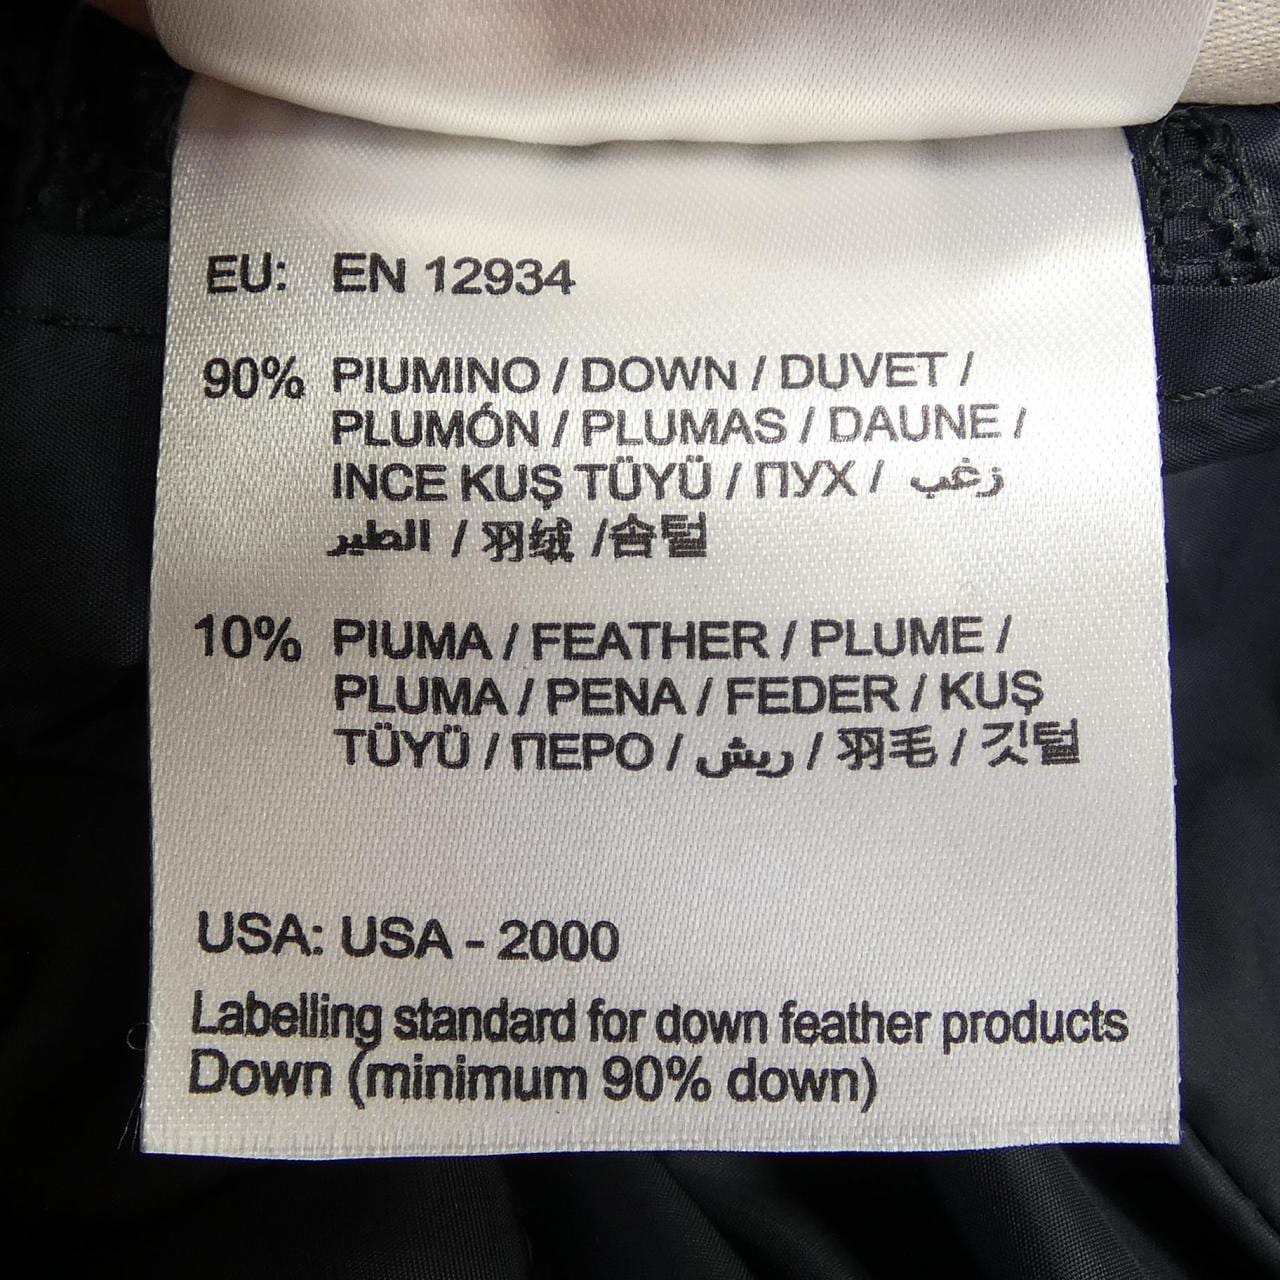 EU: EN 12934
90% PIUMINO / DOWN / DUVET /
PLUMÓN / PLUMAS / DAUNE /
INCE KUŞ TÜYÜ / ПУХ / زغب
الطير / 羽绒 /솜털
10% PIUMA / FEATHER / PLUME /
PLUMA / PENA / FEDER / KUŞ
TÜYÜ / ПЕРО / ريش / 羽毛 / 깃털
USA: USA - 2000
Labelling standard for down feather products
Down (minimum 90% down)